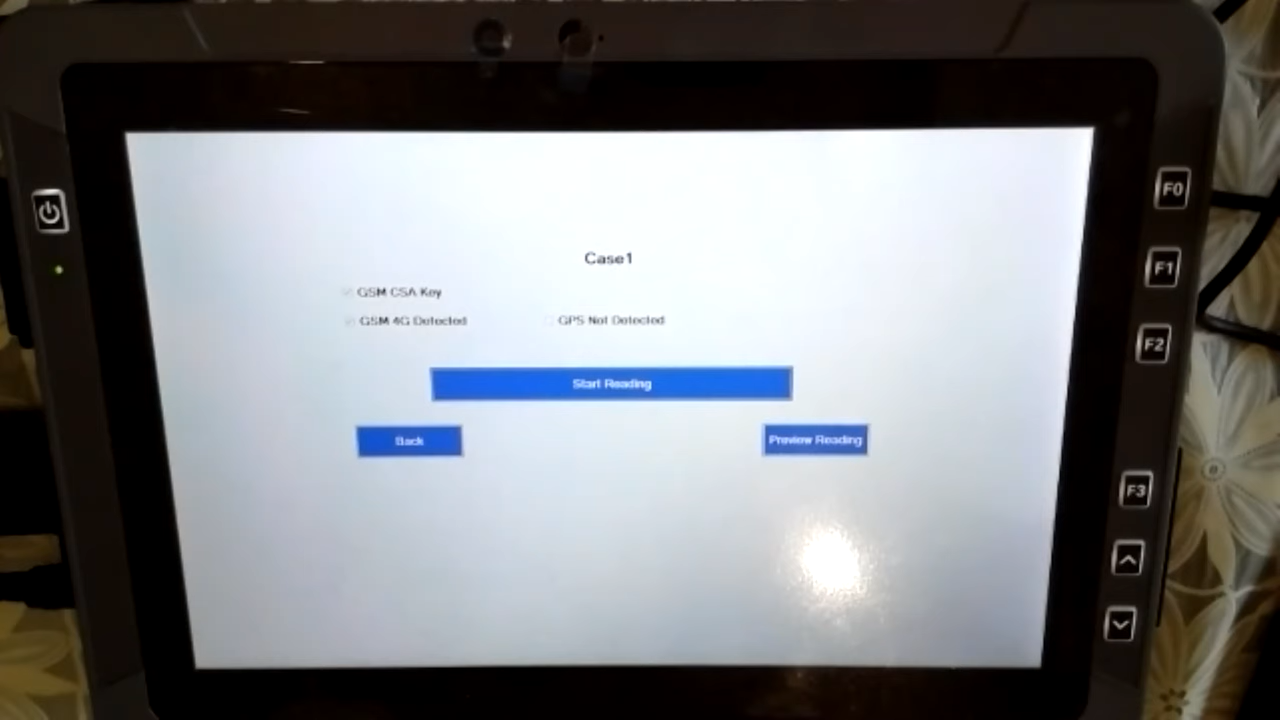 Case1
GSM CSA Key
GSM 4G Detected
GPS Not Detected
Start Reading
Back
Preview Reading
F0
F1
F2
F3